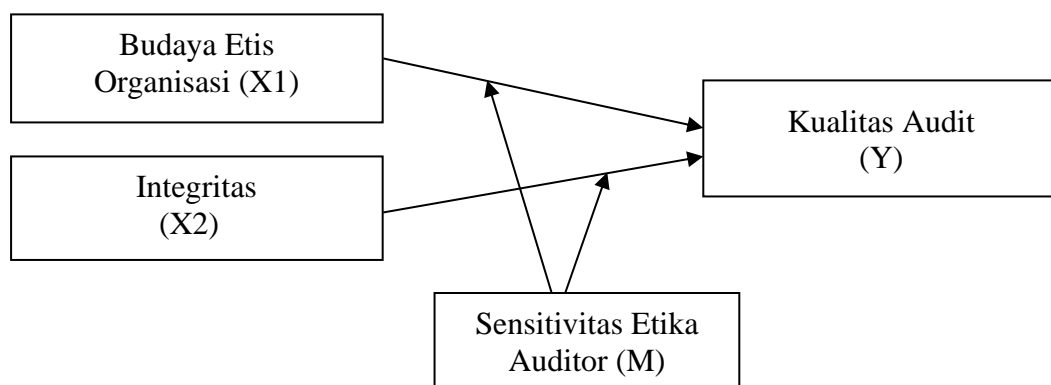 Budaya Etis
Organisasi (X1)
Kualitas Audit
(Y)
Integritas
(X2)
Sensitivitas Etika
Auditor (M)